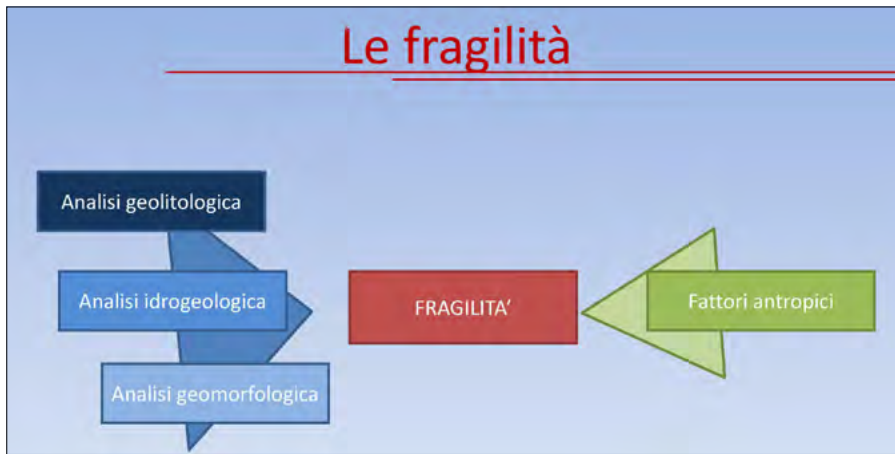 Le fragilità
Analisi geolitologica
Analisi idrogeologica
FRAGILITA'
Fattori antropici
Analisi geomorfologica